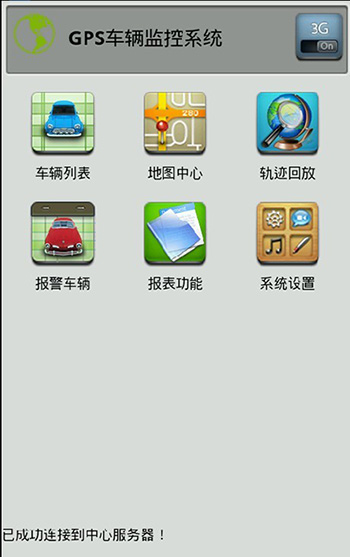 GPS车辆监控系统
3G
On
280
车辆列表
地图中心
轨迹回放
报警车辆
报表功能
系统设置
已成功连接到中心服务器！